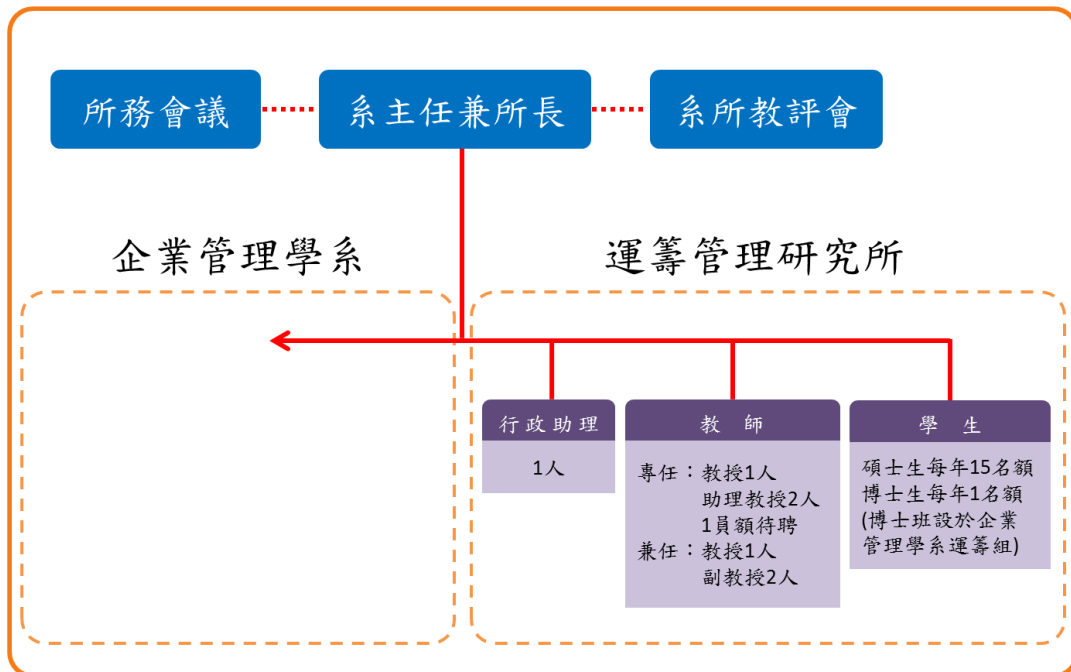 所務會議
系主任兼所長
系所教評會
企業管理學系
運籌管理研究所
行政助理
1人
教 師
專任：教授1人
助理教授2人
1員額待聘
兼任：教授1人
副教授2人
學 生
碩士生每年15名額
博士生每年1名額
(博士班設於企業
管理學系運籌組)